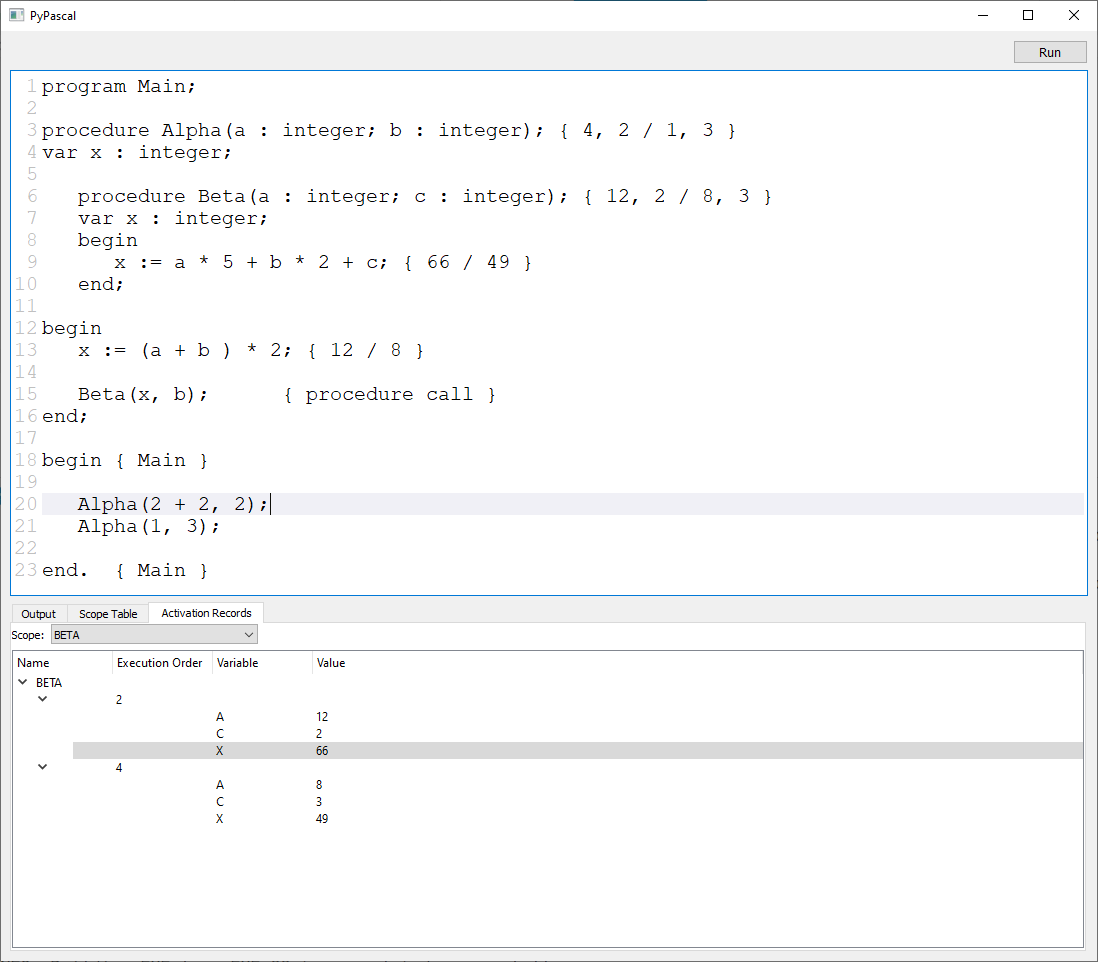 PyPascal
Run
1 program Main;
2
3 procedure Alpha(a : integer; b : integer); { 4, 2 / 1, 3 }
4 var x : integer;
5
6    procedure Beta(a : integer; c : integer); { 12, 2 / 8, 3 }
7    var x : integer;
8    begin
9       x := a * 5 + b * 2 + c; { 66 / 49 }
10    end;
11
12 begin
13    x := (a + b ) * 2; { 12 / 8 }
14
15    Beta(x, b);      { procedure call }
16 end;
17
18 begin { Main }
19
20    Alpha(2 + 2, 2);
21    Alpha(1, 3);
22
23 end.  { Main }
Output Scope Table Activation Records
Scope: BETA
Name Execution Order Variable Value
BETA
2
A 12
C 2
X 66
4
A 8
C 3
X 49